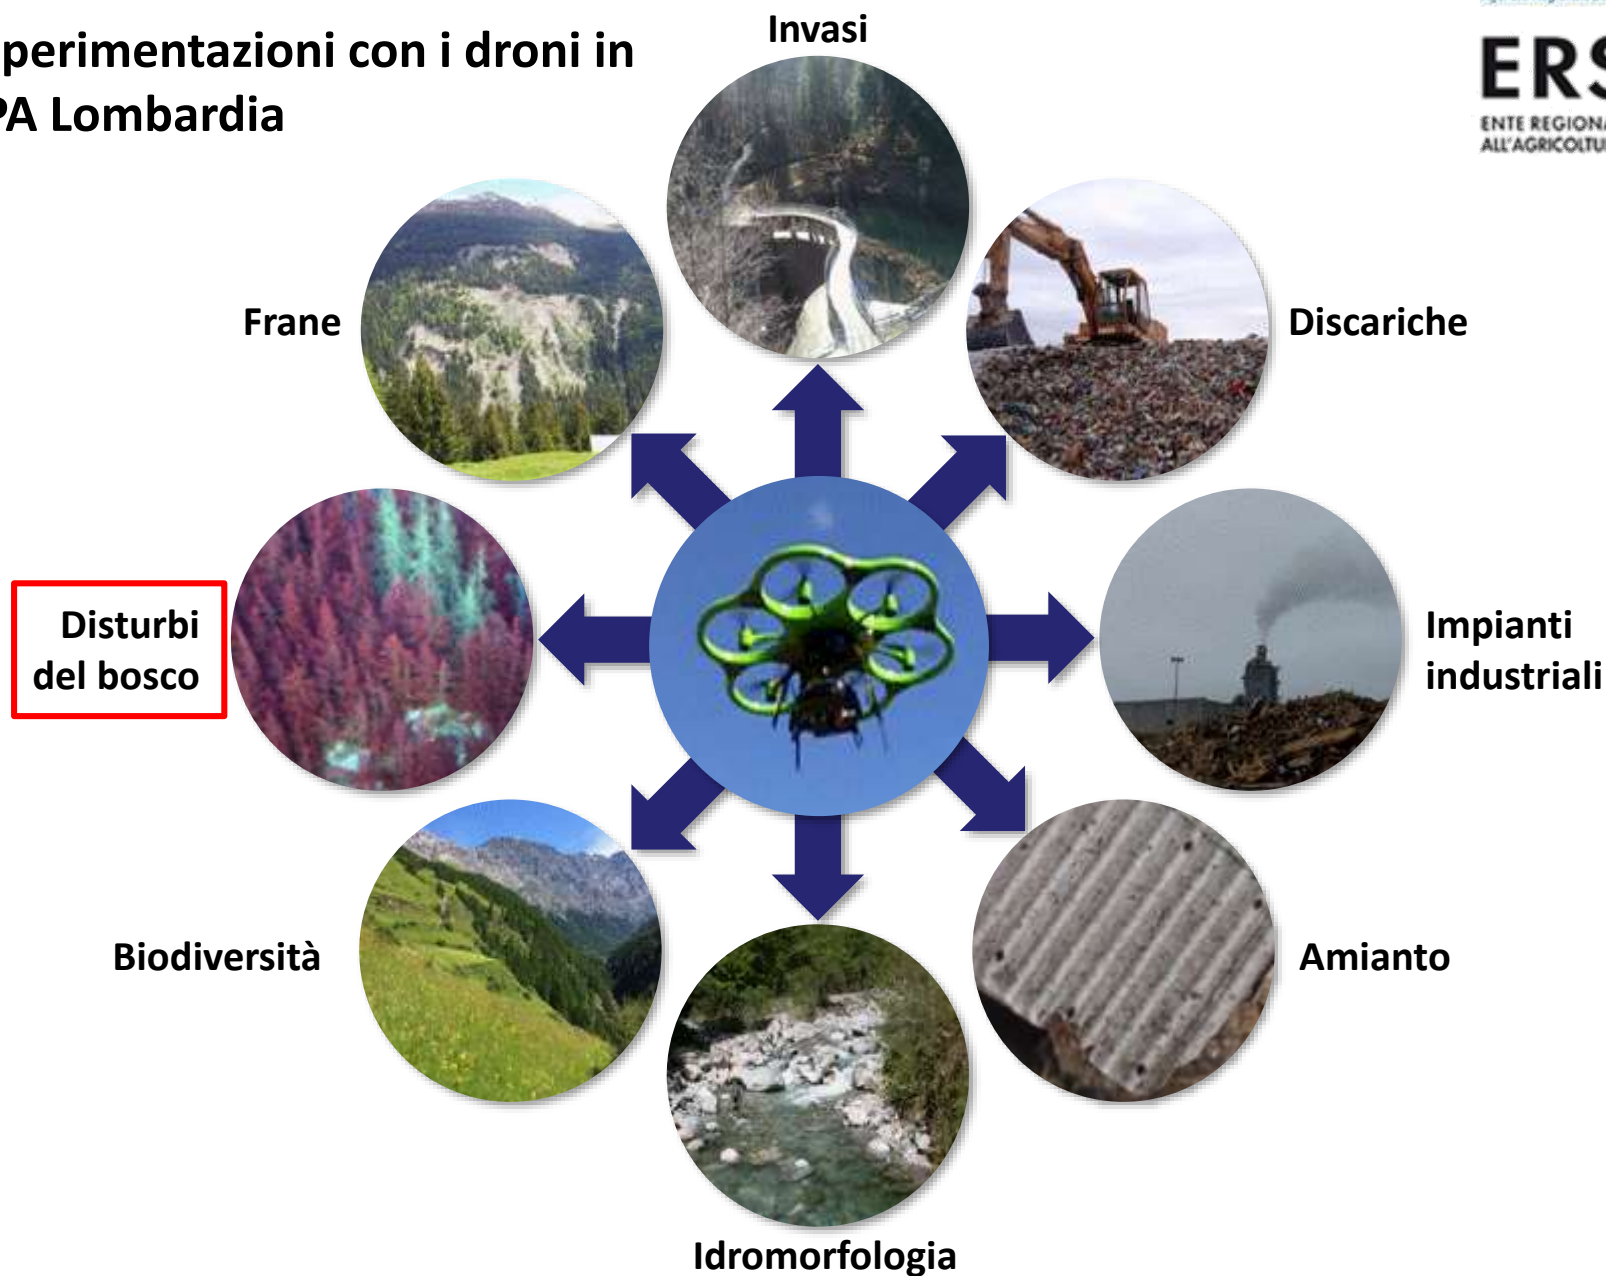 perimentazioni con i droni in
PA Lombardia
ERS
ENTE REGIONA
ALL'AGRICOLTU
Invasi
Frane
Discariche
Disturbi
del bosco
Impianti
industriali
Biodiversità
Amianto
Idromorfologia